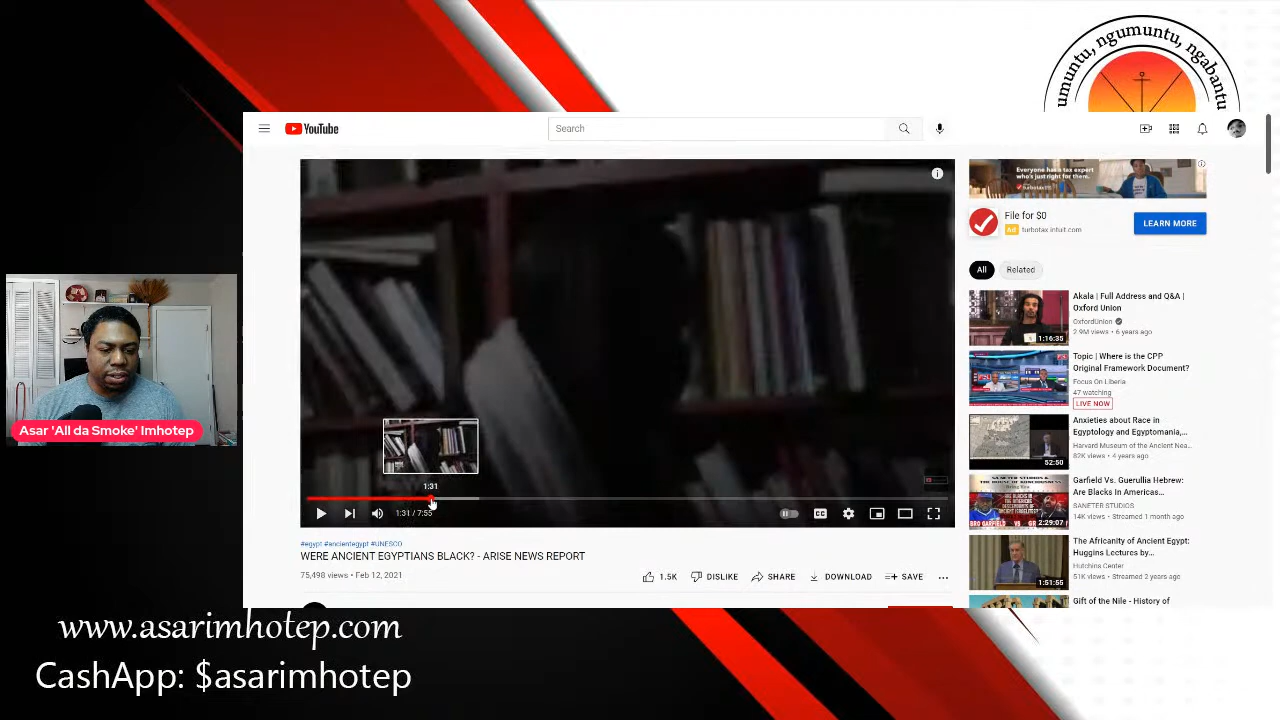 umuntu, ngumuntu, ngabantu
YouTube
Search
Everyone has a tax expert
who's just right for them.
turbotax
File for $0
Ad turbotax.intuit.com
LEARN MORE
All
Related
Akala | Full Address and Q&A |
Oxford Union
OxfordUnion
2.9M views • 6 years ago
1:16:35
Topic | Where is the CPP
Original Framework Document?
Focus On Liberia
47 watching
LIVE NOW
Anxieties about Race in
Egyptology and Egyptomania,...
Harvard Museum of the Ancient Nea...
82K views • 4 years ago
52:50
Garfield Vs. Guerullia Hebrew:
Are Blacks In Americas...
SANETER STUDIOS
14K views • Streamed 1 month ago
2:29:07
The Africanity of Ancient Egypt:
Huggins Lectures by...
Hutchins Center
51K views • Streamed 2 years ago
1:51:55
Gift of the Nile - History of
1:31
1:31 / 7:55
CC
#egypt #ancientegypt #UNESCO
WERE ANCIENT EGYPTIANS BLACK? - ARISE NEWS REPORT
75,498 views • Feb 12, 2021
1.5K
DISLIKE
SHARE
DOWNLOAD
SAVE
Asar 'All da Smoke' Imhotep
www.asarimhotep.com
CashApp: $asarimhotep